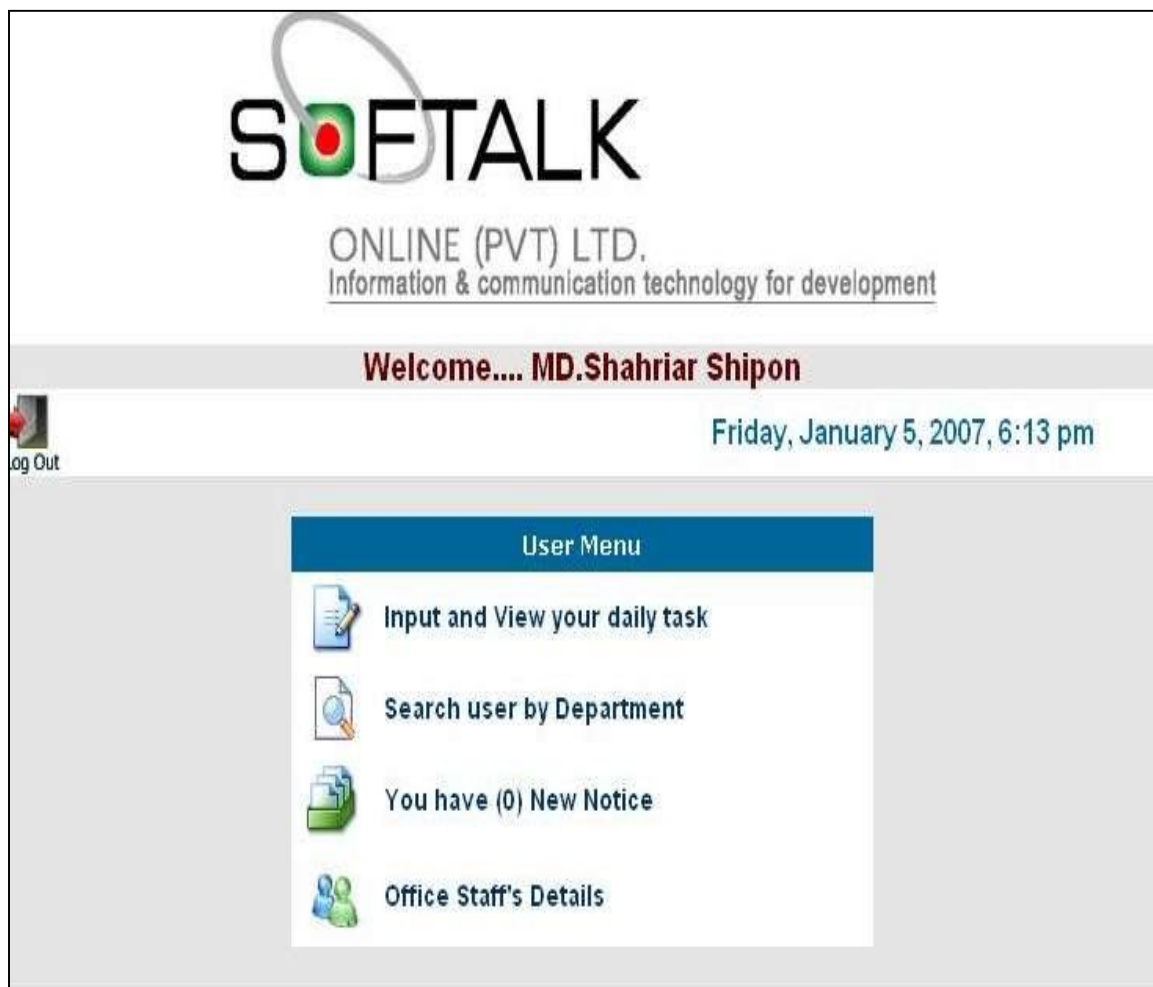 SOFTALK
ONLINE (PVT) LTD.
Information & communication technology for development
Welcome.... MD.Shahriar Shipon
Friday, January 5, 2007, 6:13 pm
og Out
User Menu
Input and View your daily task
Search user by Department
You have (0) New Notice
Office Staff's Details